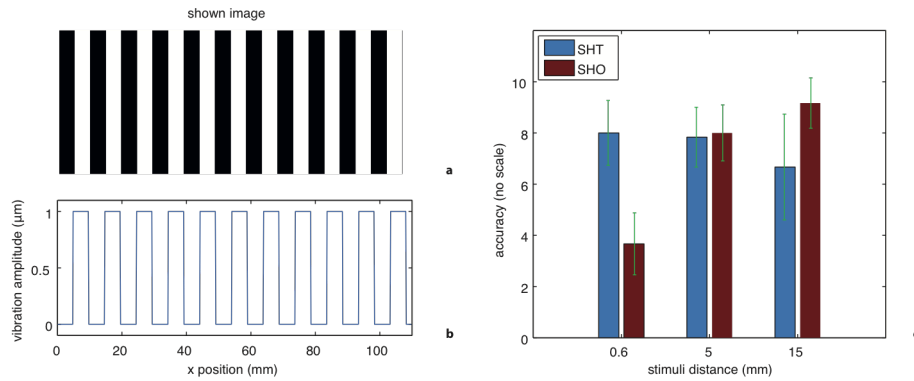 shown image
a
vibration amplitude (µm)
1
0.5
0
0
20
40
60
80
100
x position (mm)
b
SHT
SHO
accuracy (no scale)
10
8
6
4
2
0
0.6
5
15
stimuli distance (mm)